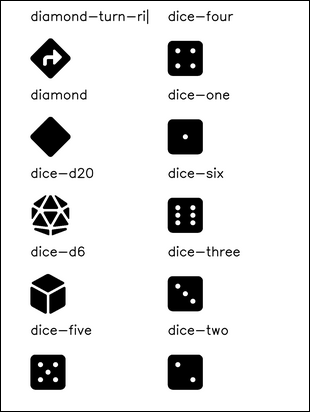 diamond-turn-ri
dice-four
diamond
dice-one
dice-d20
dice-six
dice-d6
dice-three
dice-five
dice-two